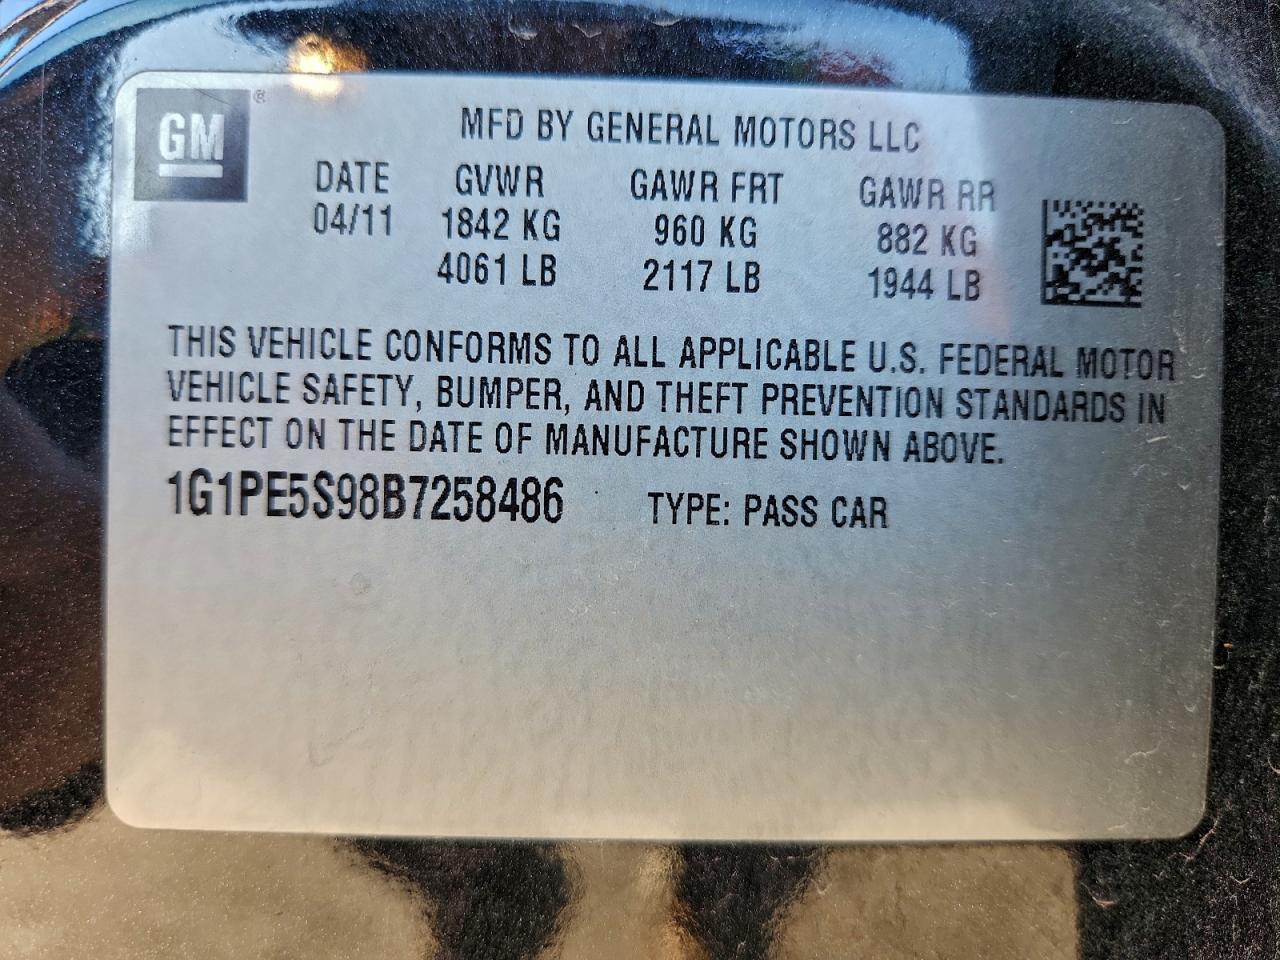 GM ®
MFD BY GENERAL MOTORS LLC
DATE GVWR GAWR FRT GAWR RR
04/11 1842 KG 960 KG 882 KG
4061 LB 2117 LB 1944 LB
THIS VEHICLE CONFORMS TO ALL APPLICABLE U.S. FEDERAL MOTOR
VEHICLE SAFETY, BUMPER, AND THEFT PREVENTION STANDARDS IN
EFFECT ON THE DATE OF MANUFACTURE SHOWN ABOVE.
1G1PE5S98B7258486 TYPE: PASS CAR